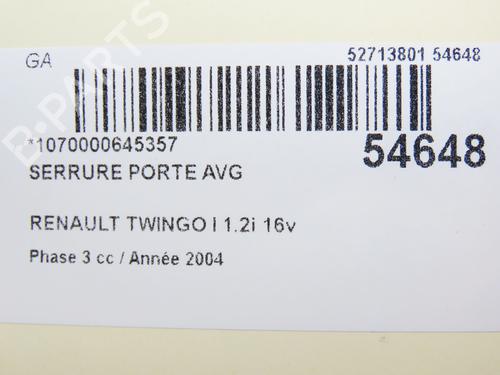 GA
52713801 54648
*1070000645357
54648
SERRURE PORTE AVG
RENAULT TWINGO I 1.2i 16v
Phase 3 cc / Année 2004
B-PARTS